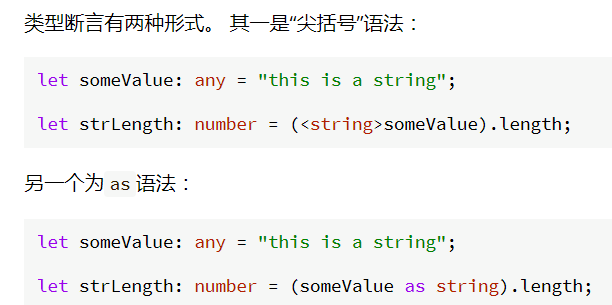 类型断言有两种形式。 其一是“尖括号”语法：
let someValue: any = "this is a string";
let strLength: number = (<string>someValue).length;
另一个为as语法：
let someValue: any = "this is a string";
let strLength: number = (someValue as string).length;